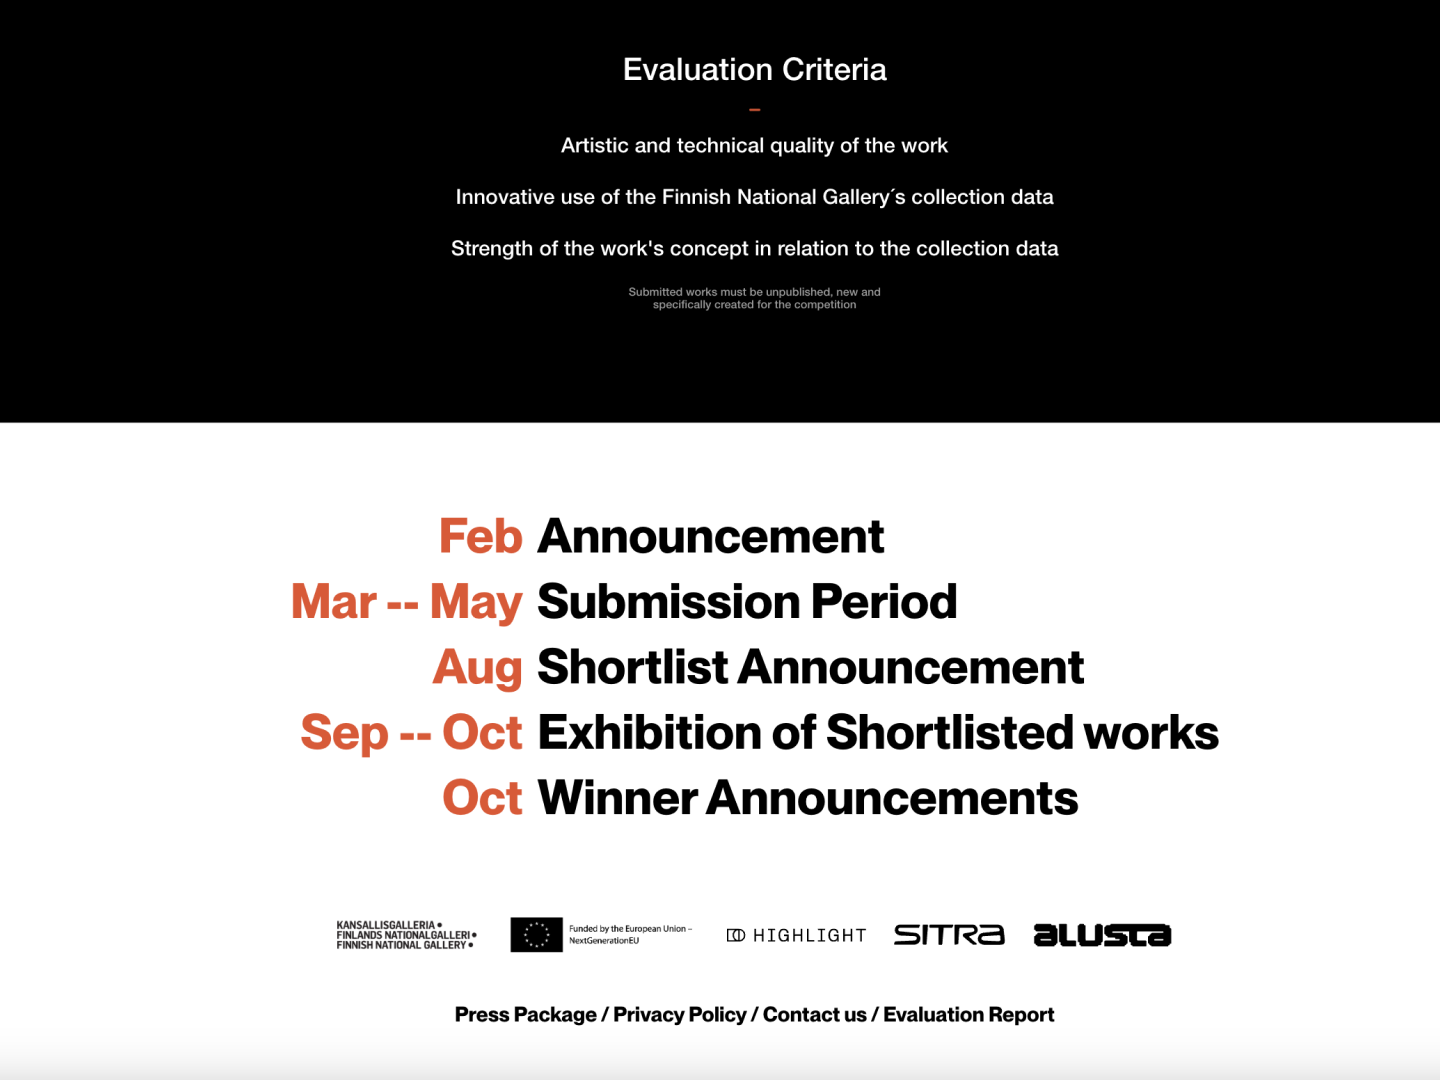 Evaluation Criteria
–
Artistic and technical quality of the work
Innovative use of the Finnish National Gallery´s collection data
Strength of the work's concept in relation to the collection data
Submitted works must be unpublished, new and
specifically created for the competition
Feb Announcement
Mar -- May Submission Period
Aug Shortlist Announcement
Sep -- Oct Exhibition of Shortlisted works
Oct Winner Announcements
KANSALLISGALLERIA •
FINLANDS NATIONALGALLERI •
FINNISH NATIONAL GALLERY •
Funded by the European Union –
NextGenerationEU
HIGHLIGHT
SITRA
aLUSTa
Press Package / Privacy Policy / Contact us / Evaluation Report